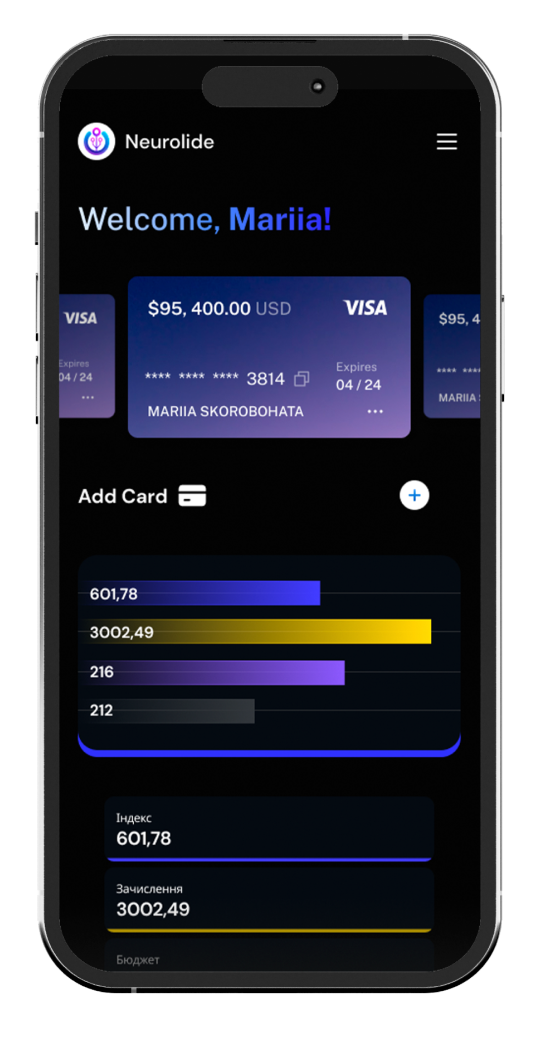 Neurolide
Welcome, Mariia!
VISA
Expires
04 / 24
$95, 400.00 USD VISA
**** **** **** 3814
Expires
04 / 24
MARIIA SKOROBOHATA
$95, 4
**** ***
MARIIA
Add Card
601,78
3002,49
216
212
Індекс
601,78
Зачислення
3002,49
Бюджет